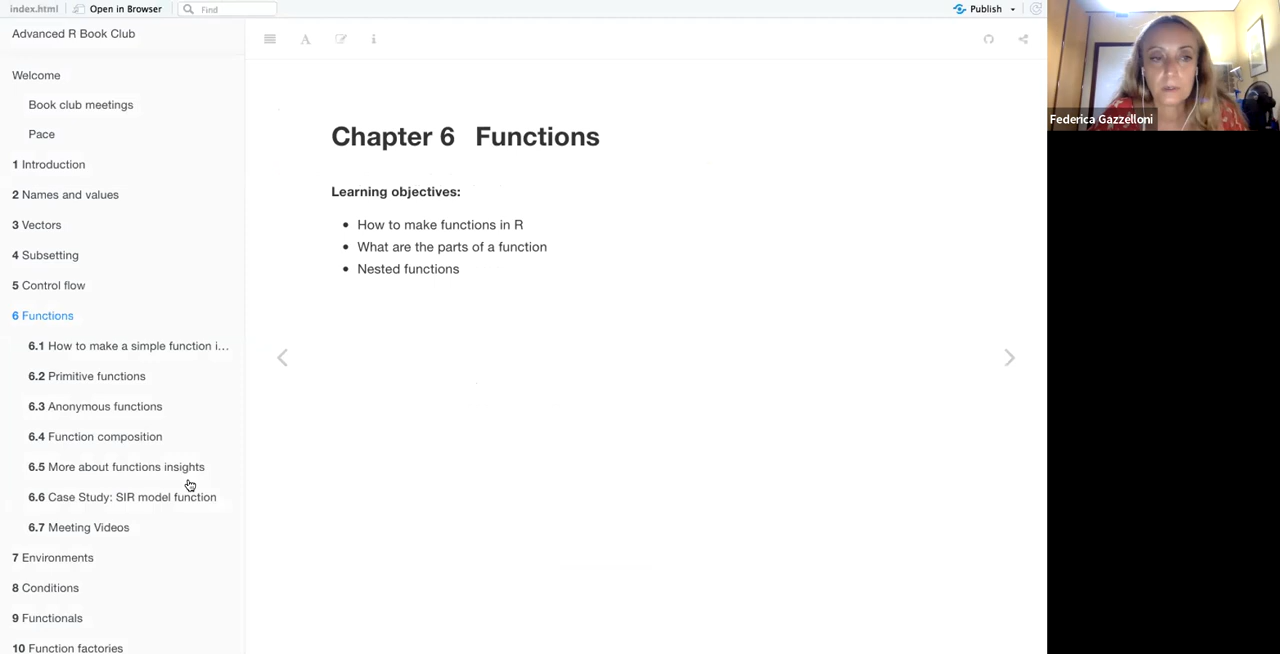 index.html Open in Browser Find Publish
Advanced R Book Club
Welcome
Book club meetings
Pace
1 Introduction
2 Names and values
3 Vectors
4 Subsetting
5 Control flow
6 Functions
6.1 How to make a simple function i...
6.2 Primitive functions
6.3 Anonymous functions
6.4 Function composition
6.5 More about functions insights
6.6 Case Study: SIR model function
6.7 Meeting Videos
7 Environments
8 Conditions
9 Functionals
10 Function factories
A
i
Chapter 6 Functions
Learning objectives:
• How to make functions in R
• What are the parts of a function
• Nested functions
Federica Gazzelloni